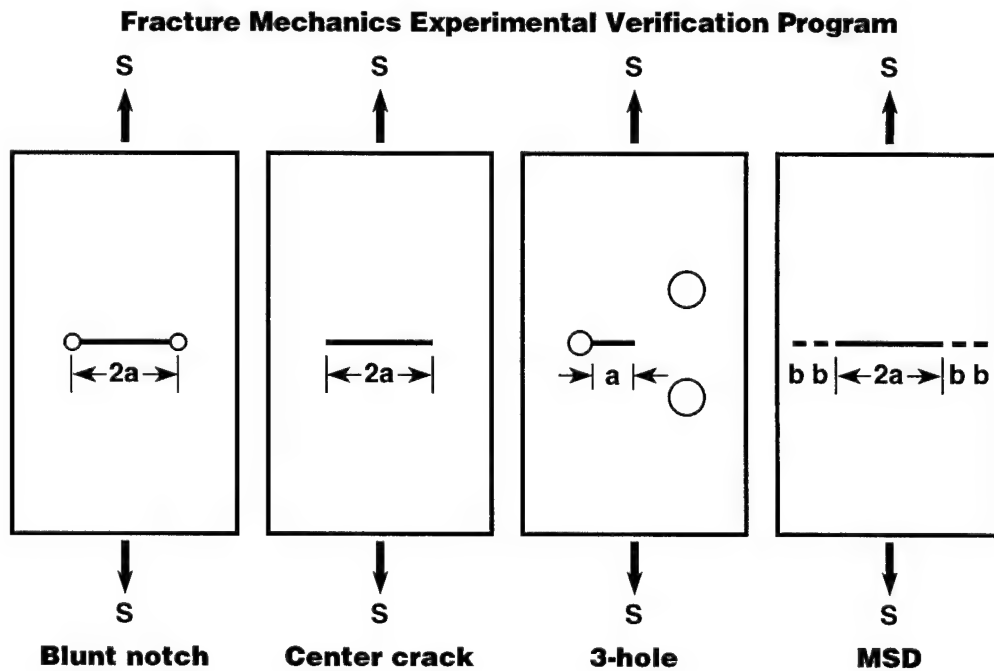 Fracture Mechanics Experimental Verification Program
S S S S
2a 2a a b b 2a b b
S S S S
Blunt notch Center crack 3-hole MSD